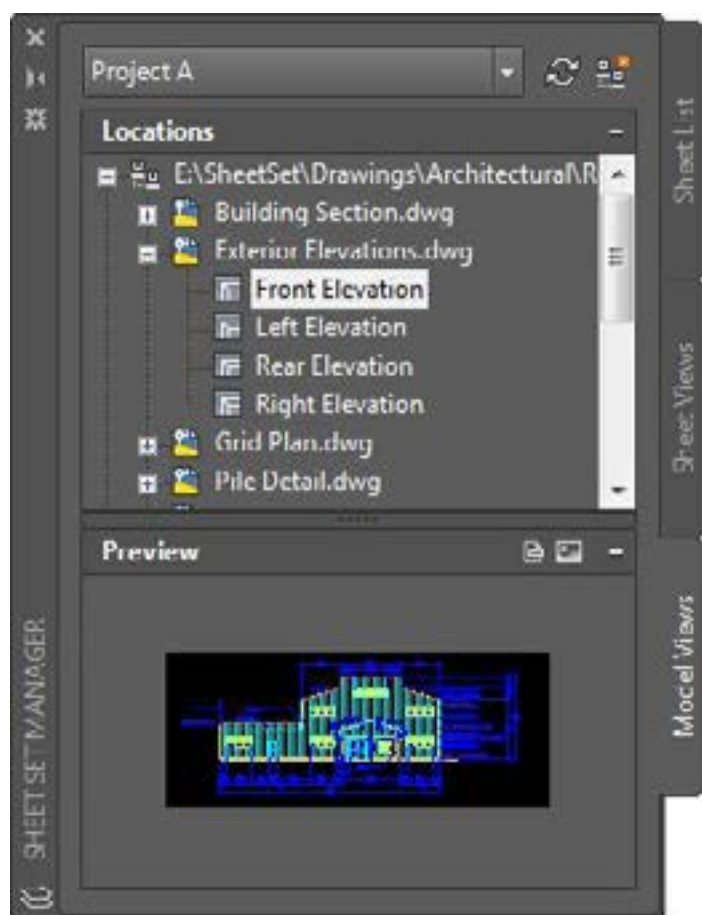 Project A
Locations
E:\SheetSet\Drawings\Architectural\R
Building Section.dwg
Exterior Elevations.dwg
Front Elevation
Left Elevation
Rear Elevation
Right Elevation
Grid Plan.dwg
Pile Detail.dwg
Preview
Sheet List
Sheet Views
Model Views
SHEET SET MANAGER